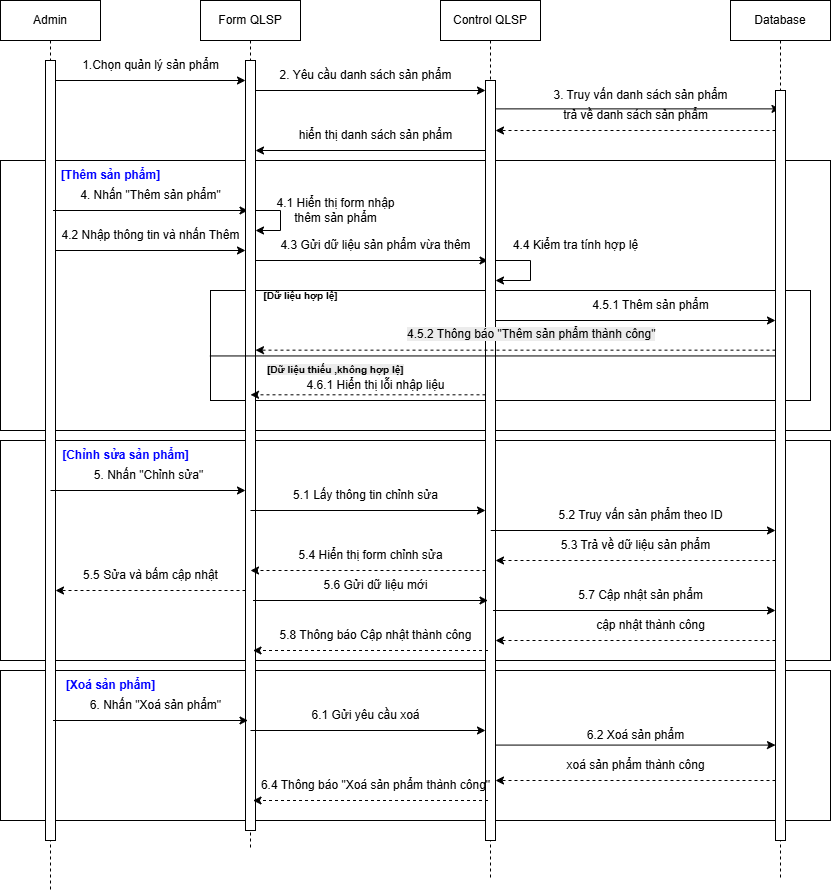 Admin
Form QLSP
Control QLSP
Database
1.Chọn quản lý sản phẩm
2. Yêu cầu danh sách sản phẩm
3. Truy vấn danh sách sản phẩm
trả về danh sách sản phẩm
hiển thị danh sách sản phẩm
[Thêm sản phẩm]
4. Nhấn "Thêm sản phẩm"
4.1 Hiển thị form nhập
thêm sản phẩm
4.2 Nhập thông tin và nhấn Thêm
4.3 Gửi dữ liệu sản phẩm vừa thêm
4.4 Kiểm tra tính hợp lệ
[Dữ liệu hợp lệ]
4.5.1 Thêm sản phẩm
4.5.2 Thông báo "Thêm sản phẩm thành công"
[Dữ liệu thiếu ,không hợp lệ]
4.6.1 Hiển thị lỗi nhập liệu
[Chỉnh sửa sản phẩm]
5. Nhấn "Chỉnh sửa"
5.1 Lấy thông tin chỉnh sửa
5.2 Truy vấn sản phẩm theo ID
5.3 Trả về dữ liệu sản phẩm
5.4 Hiển thị form chỉnh sửa
5.5 Sửa và bấm cập nhật
5.6 Gửi dữ liệu mới
5.7 Cập nhật sản phẩm
cập nhật thành công
5.8 Thông báo Cập nhật thành công
[Xoá sản phẩm]
6. Nhấn "Xoá sản phẩm"
6.1 Gửi yêu cầu xoá
6.2 Xoá sản phẩm
xoá sản phẩm thành công
6.4 Thông báo "Xoá sản phẩm thành công"